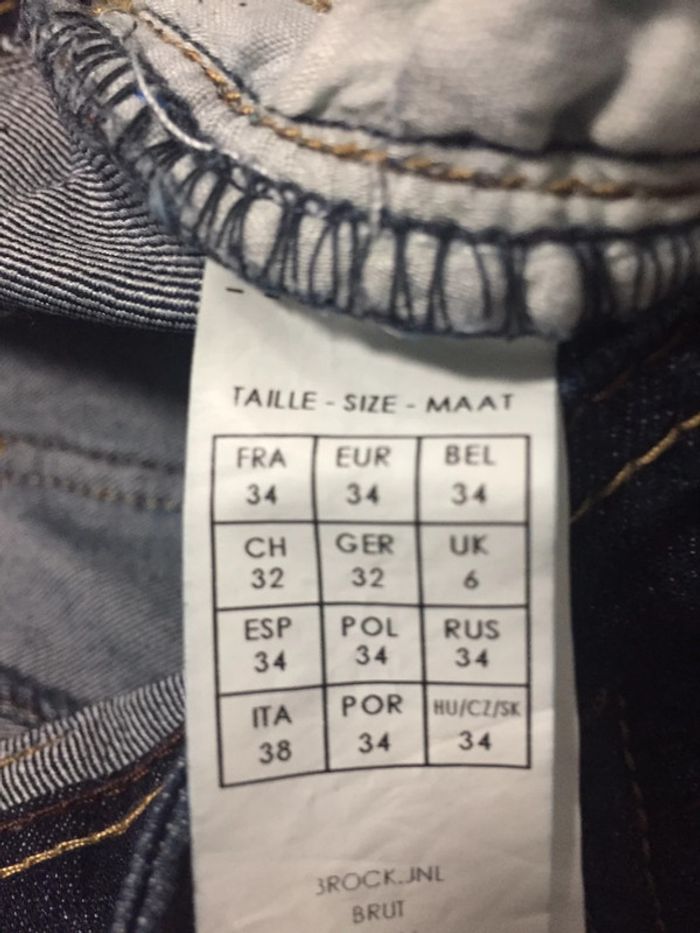 TAILLE - SIZE - MAAT
FRA EUR BEL
34 34 34
CH GER UK
32 32 6
ESP POL RUS
34 34 34
ITA POR HU/CZ/SK
38 34 34
3ROCK.JNL
BRUT